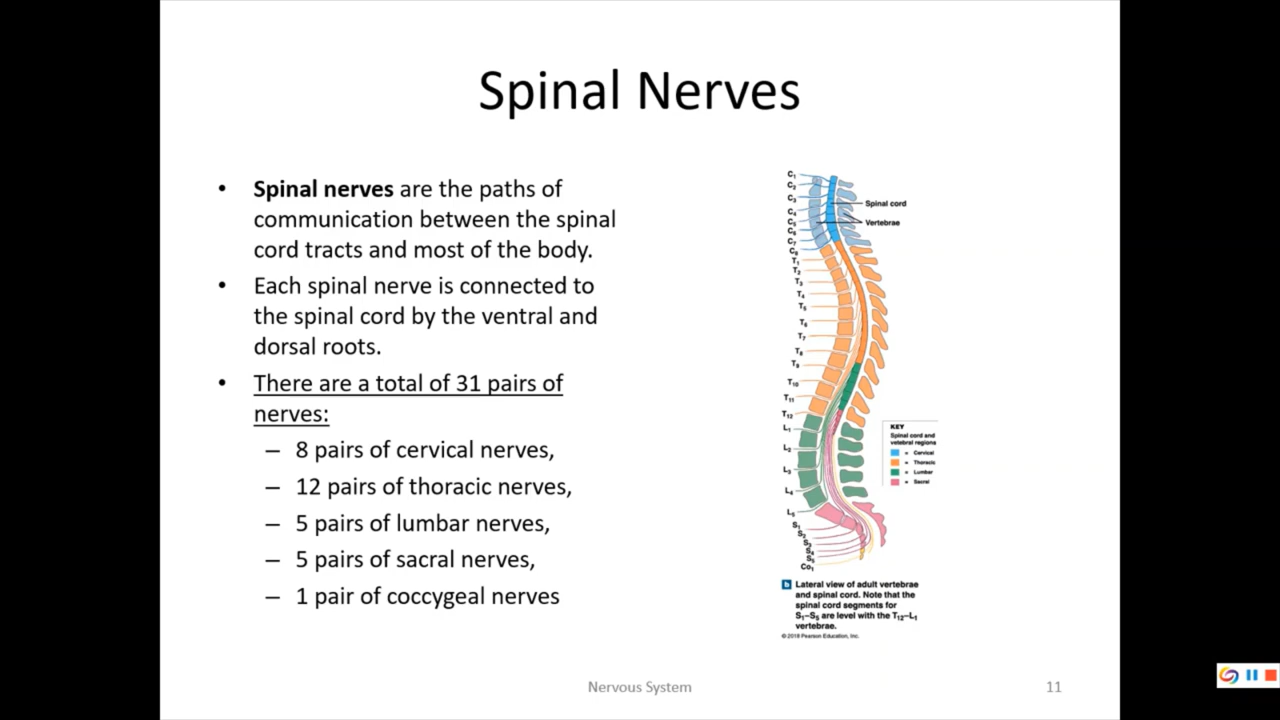 Spinal Nerves
• Spinal nerves are the paths of
communication between the spinal
cord tracts and most of the body.
• Each spinal nerve is connected to
the spinal cord by the ventral and
dorsal roots.
• There are a total of 31 pairs of
nerves:
– 8 pairs of cervical nerves,
– 12 pairs of thoracic nerves,
– 5 pairs of lumbar nerves,
– 5 pairs of sacral nerves,
– 1 pair of coccygeal nerves
C₁
C₂
C₃
C₄
C₅
C₆
C₇
C₈
T₁
T₂
T₃
T₄
T₅
T₆
T₇
T₈
T₉
T₁₀
T₁₁
T₁₂
L₁
L₂
L₃
L₄
L₅
S₁
S₂
S₃
S₄
S₅
Co₁
Spinal cord
Vertebrae
KEY
Spinal cord and
vetebral regions
= Cervical
= Thoracic
= Lumbar
= Sacral
b Lateral view of adult vertebrae
and spinal cord. Note that the
spinal cord segments for
S₁–S₅ are level with the T₁₂–L₁
vertebrae.
© 2018 Pearson Education, Inc.
Nervous System
11